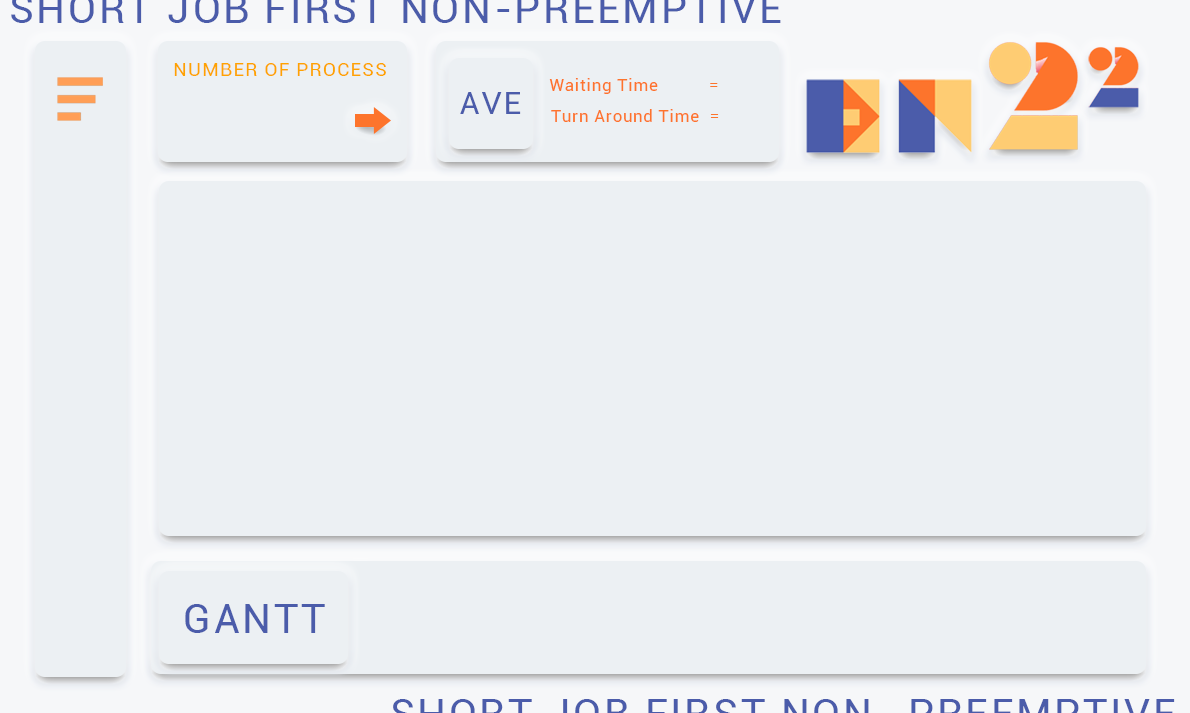 SHORT JOB FIRST NON-PREEMPTIVE
NUMBER OF PROCESS
AVE
Waiting Time =
Turn Around Time =
EN22
GANTT
SHORT JOB FIRST NON- PREEMPTIVE